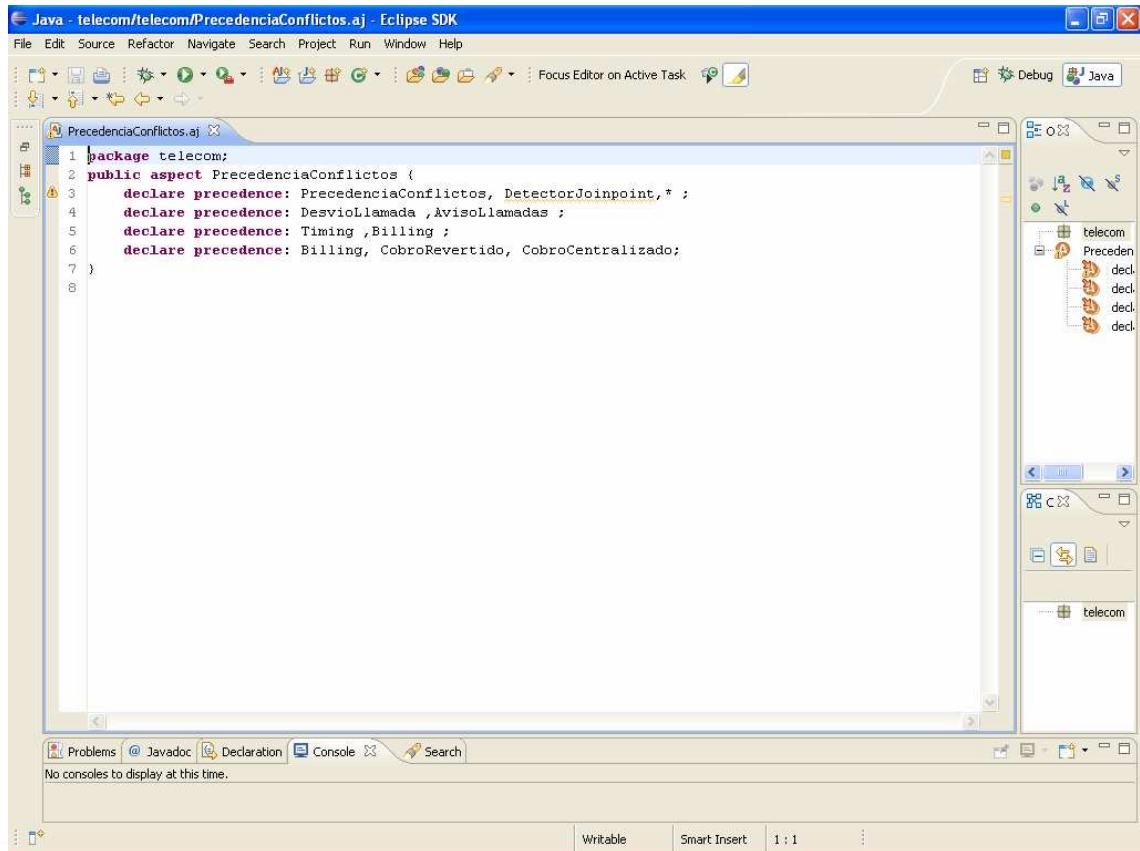 Java - telecom/telecom/PrecedenciaConflictos.aj - Eclipse SDK
File Edit Source Refactor Navigate Search Project Run Window Help
Focus Editor on Active Task
Debug Java
PrecedenciaConflictos.aj
1 package telecom;
2 public aspect PrecedenciaConflictos {
3 declare precedence: PrecedenciaConflictos, DetectorJoinpoint,* ;
4 declare precedence: DesvioLlamada ,AvisoLlamadas ;
5 declare precedence: Timing ,Billing ;
6 declare precedence: Billing, CobroRevertido, CobroCentralizado;
7 }
8
O
telecom
Preceden
decl
decl
decl
decl
C
telecom
Problems @ Javadoc Declaration Console Search
No consoles to display at this time.
Writable Smart Insert 1 : 1